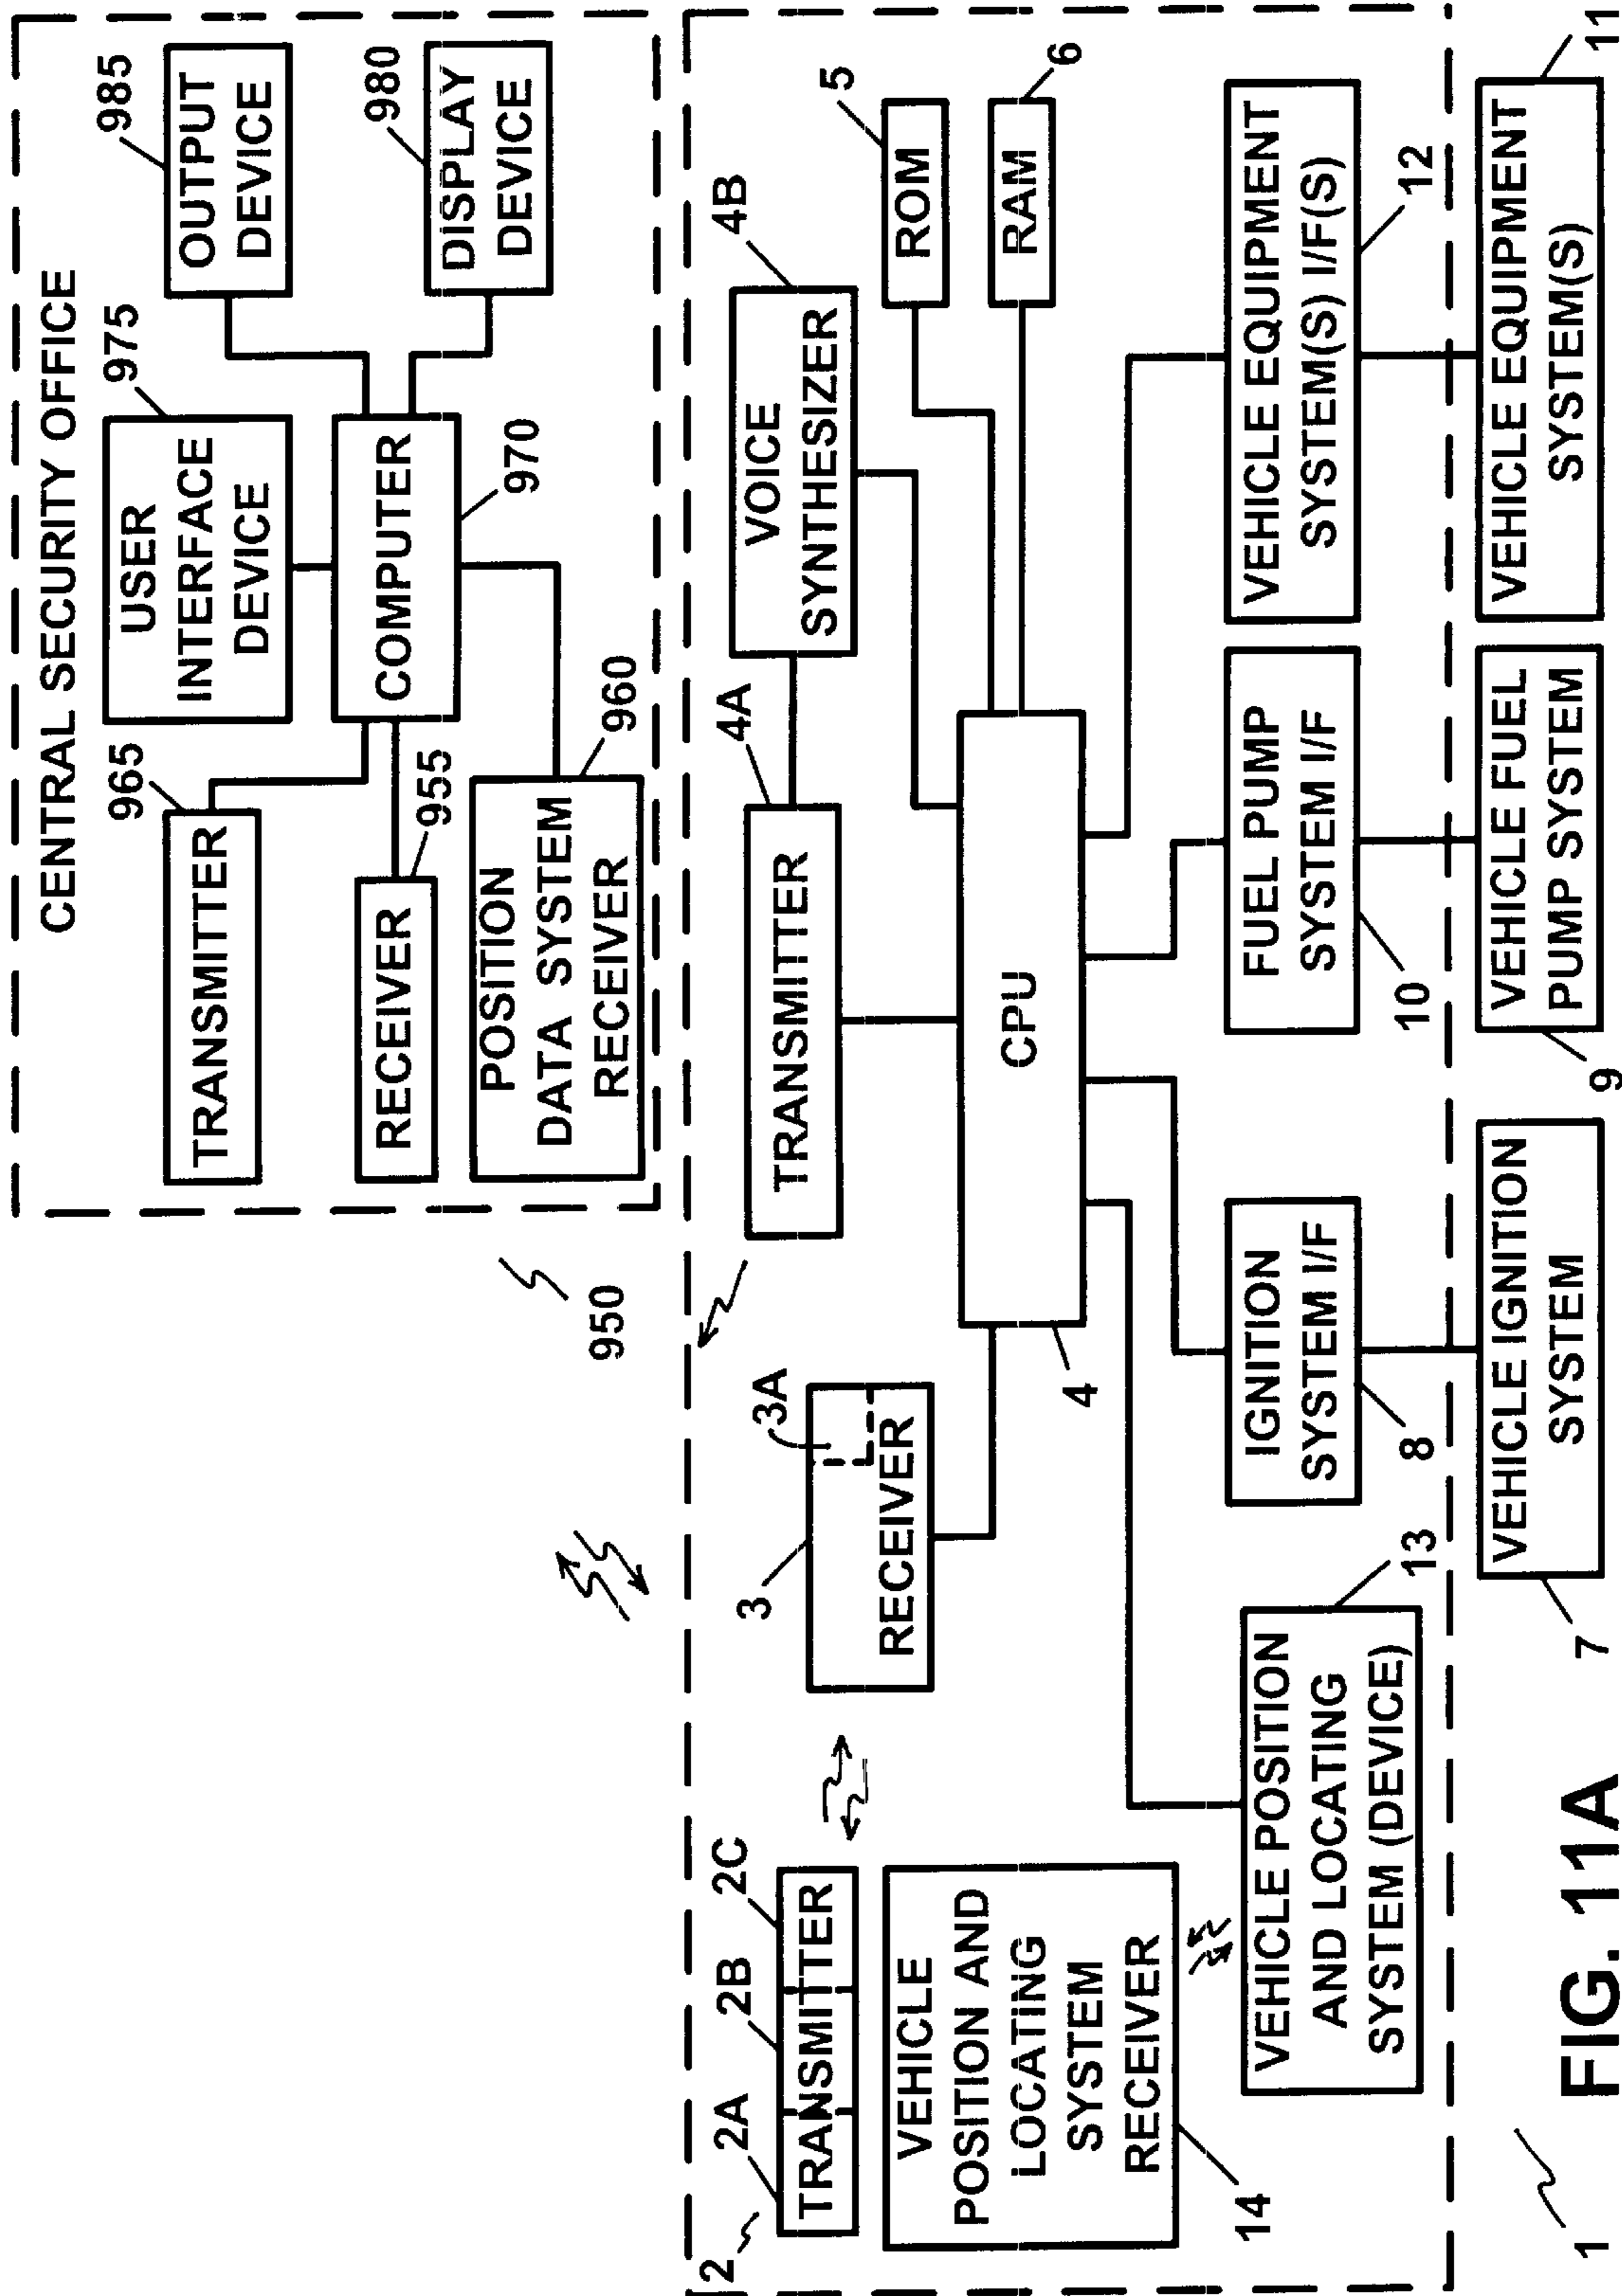 CENTRAL SECURITY OFFICE
965
TRANSMITTER
975
USER
INTERFACE
DEVICE
985
OUTPUT
DEVICE
RECEIVER
955
COMPUTER
970
980
DISPLAY
DEVICE
POSITION
DATA SYSTEM
RECEIVER
960
950
2
2A
2B
2C
TRANSMITTER
3
3A
RECEIVER
4A
TRANSMITTER
4B
VOICE
SYNTHESIZER
5
ROM
6
RAM
VEHICLE
POSITION AND
LOCATING
SYSTEM
RECEIVER
14
CPU
4
VEHICLE POSITION
AND LOCATING
SYSTEM (DEVICE)
13
IGNITION
SYSTEM I/F
8
FUEL PUMP
SYSTEM I/F
10
VEHICLE EQUIPMENT
SYSTEM(S) I/F(S)
12
VEHICLE IGNITION
SYSTEM
7
VEHICLE FUEL
PUMP SYSTEM
9
VEHICLE EQUIPMENT
SYSTEM(S)
11
1
FIG. 11A